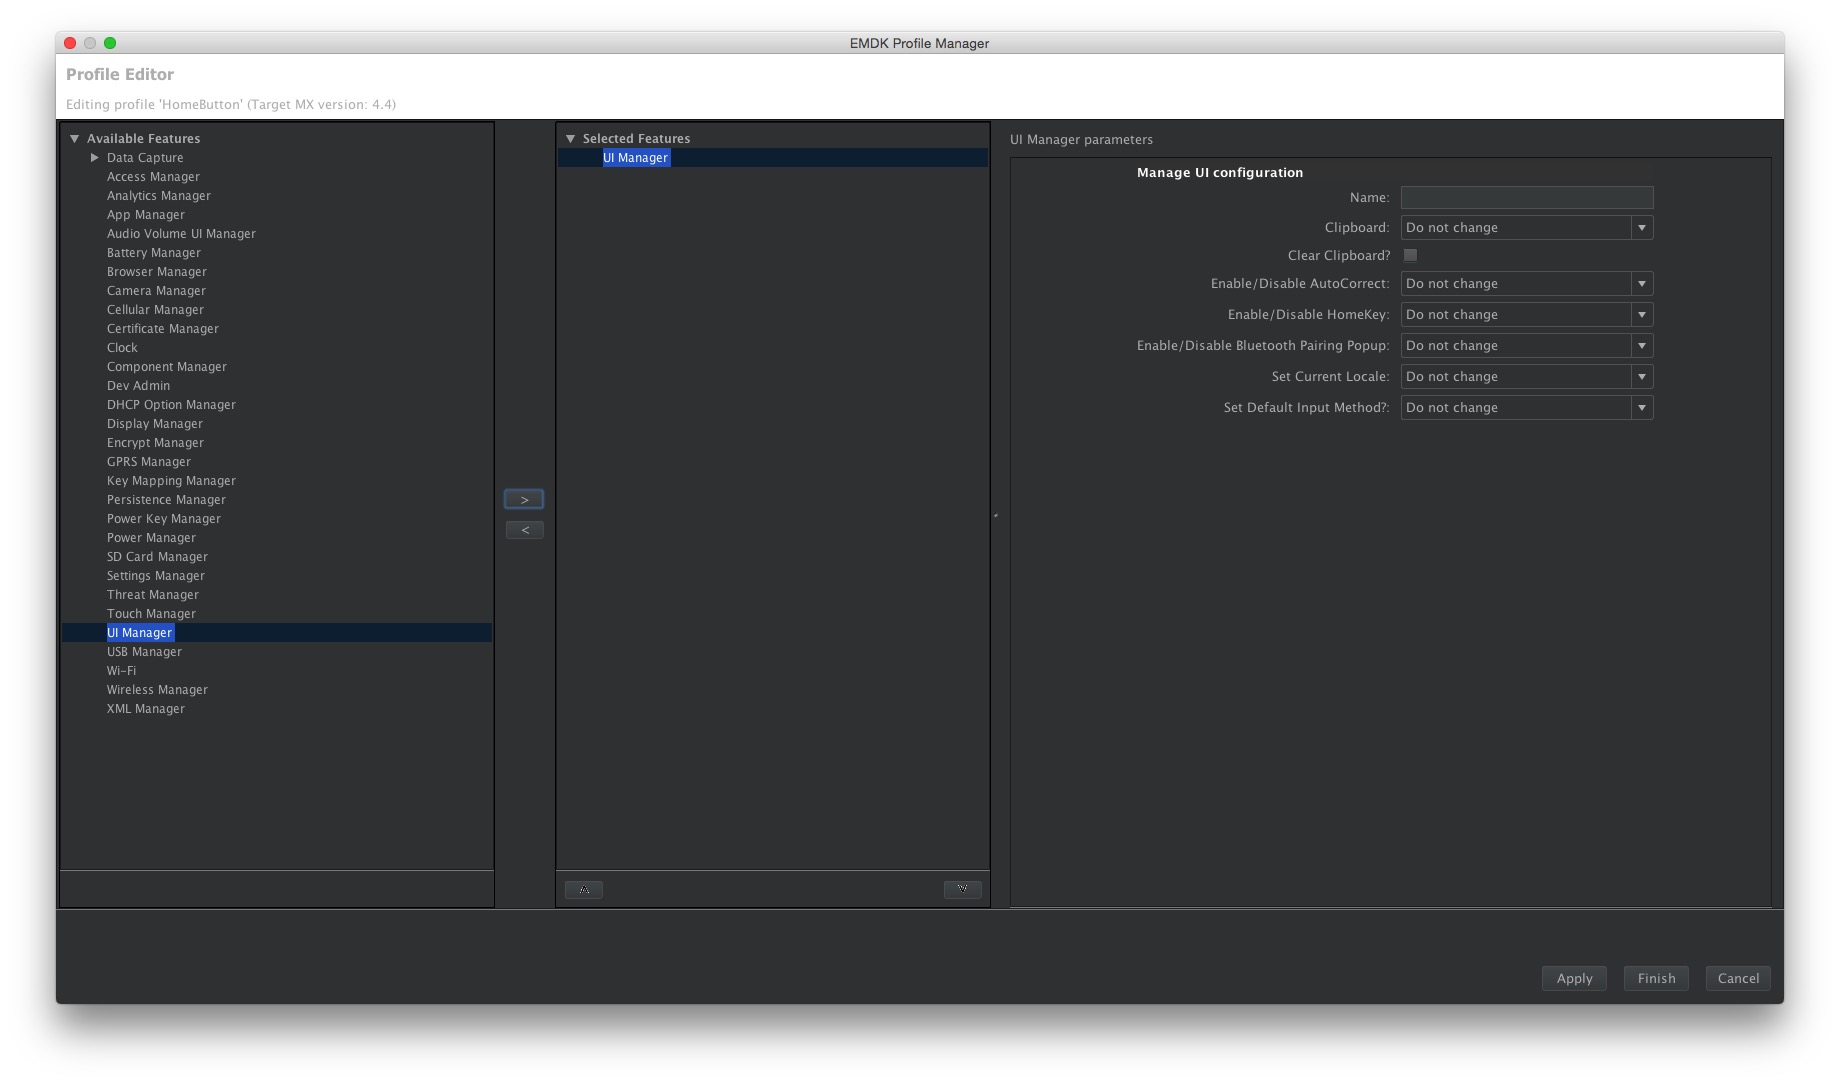 EMDK Profile Manager
Profile Editor
Editing profile 'HomeButton' (Target MX version: 4.4)
Available Features
Data Capture
Access Manager
Analytics Manager
App Manager
Audio Volume UI Manager
Battery Manager
Browser Manager
Camera Manager
Cellular Manager
Certificate Manager
Clock
Component Manager
Dev Admin
DHCP Option Manager
Display Manager
Encrypt Manager
GPRS Manager
Key Mapping Manager
Persistence Manager
Power Key Manager
Power Manager
SD Card Manager
Settings Manager
Threat Manager
Touch Manager
UI Manager
USB Manager
Wi-Fi
Wireless Manager
XML Manager
>
<
Selected Features
UI Manager
UI Manager parameters
Manage UI configuration
Name:
Clipboard: Do not change
Clear Clipboard?
Enable/Disable AutoCorrect: Do not change
Enable/Disable HomeKey: Do not change
Enable/Disable Bluetooth Pairing Popup: Do not change
Set Current Locale: Do not change
Set Default Input Method?: Do not change
Apply Finish Cancel